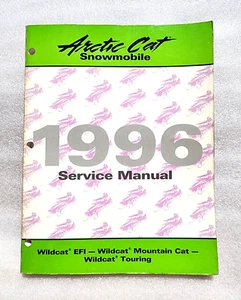 Arctic Cat
Snowmobile
1996
Service Manual
Wildcat® EFI — Wildcat® Mountain Cat —
Wildcat® Touring